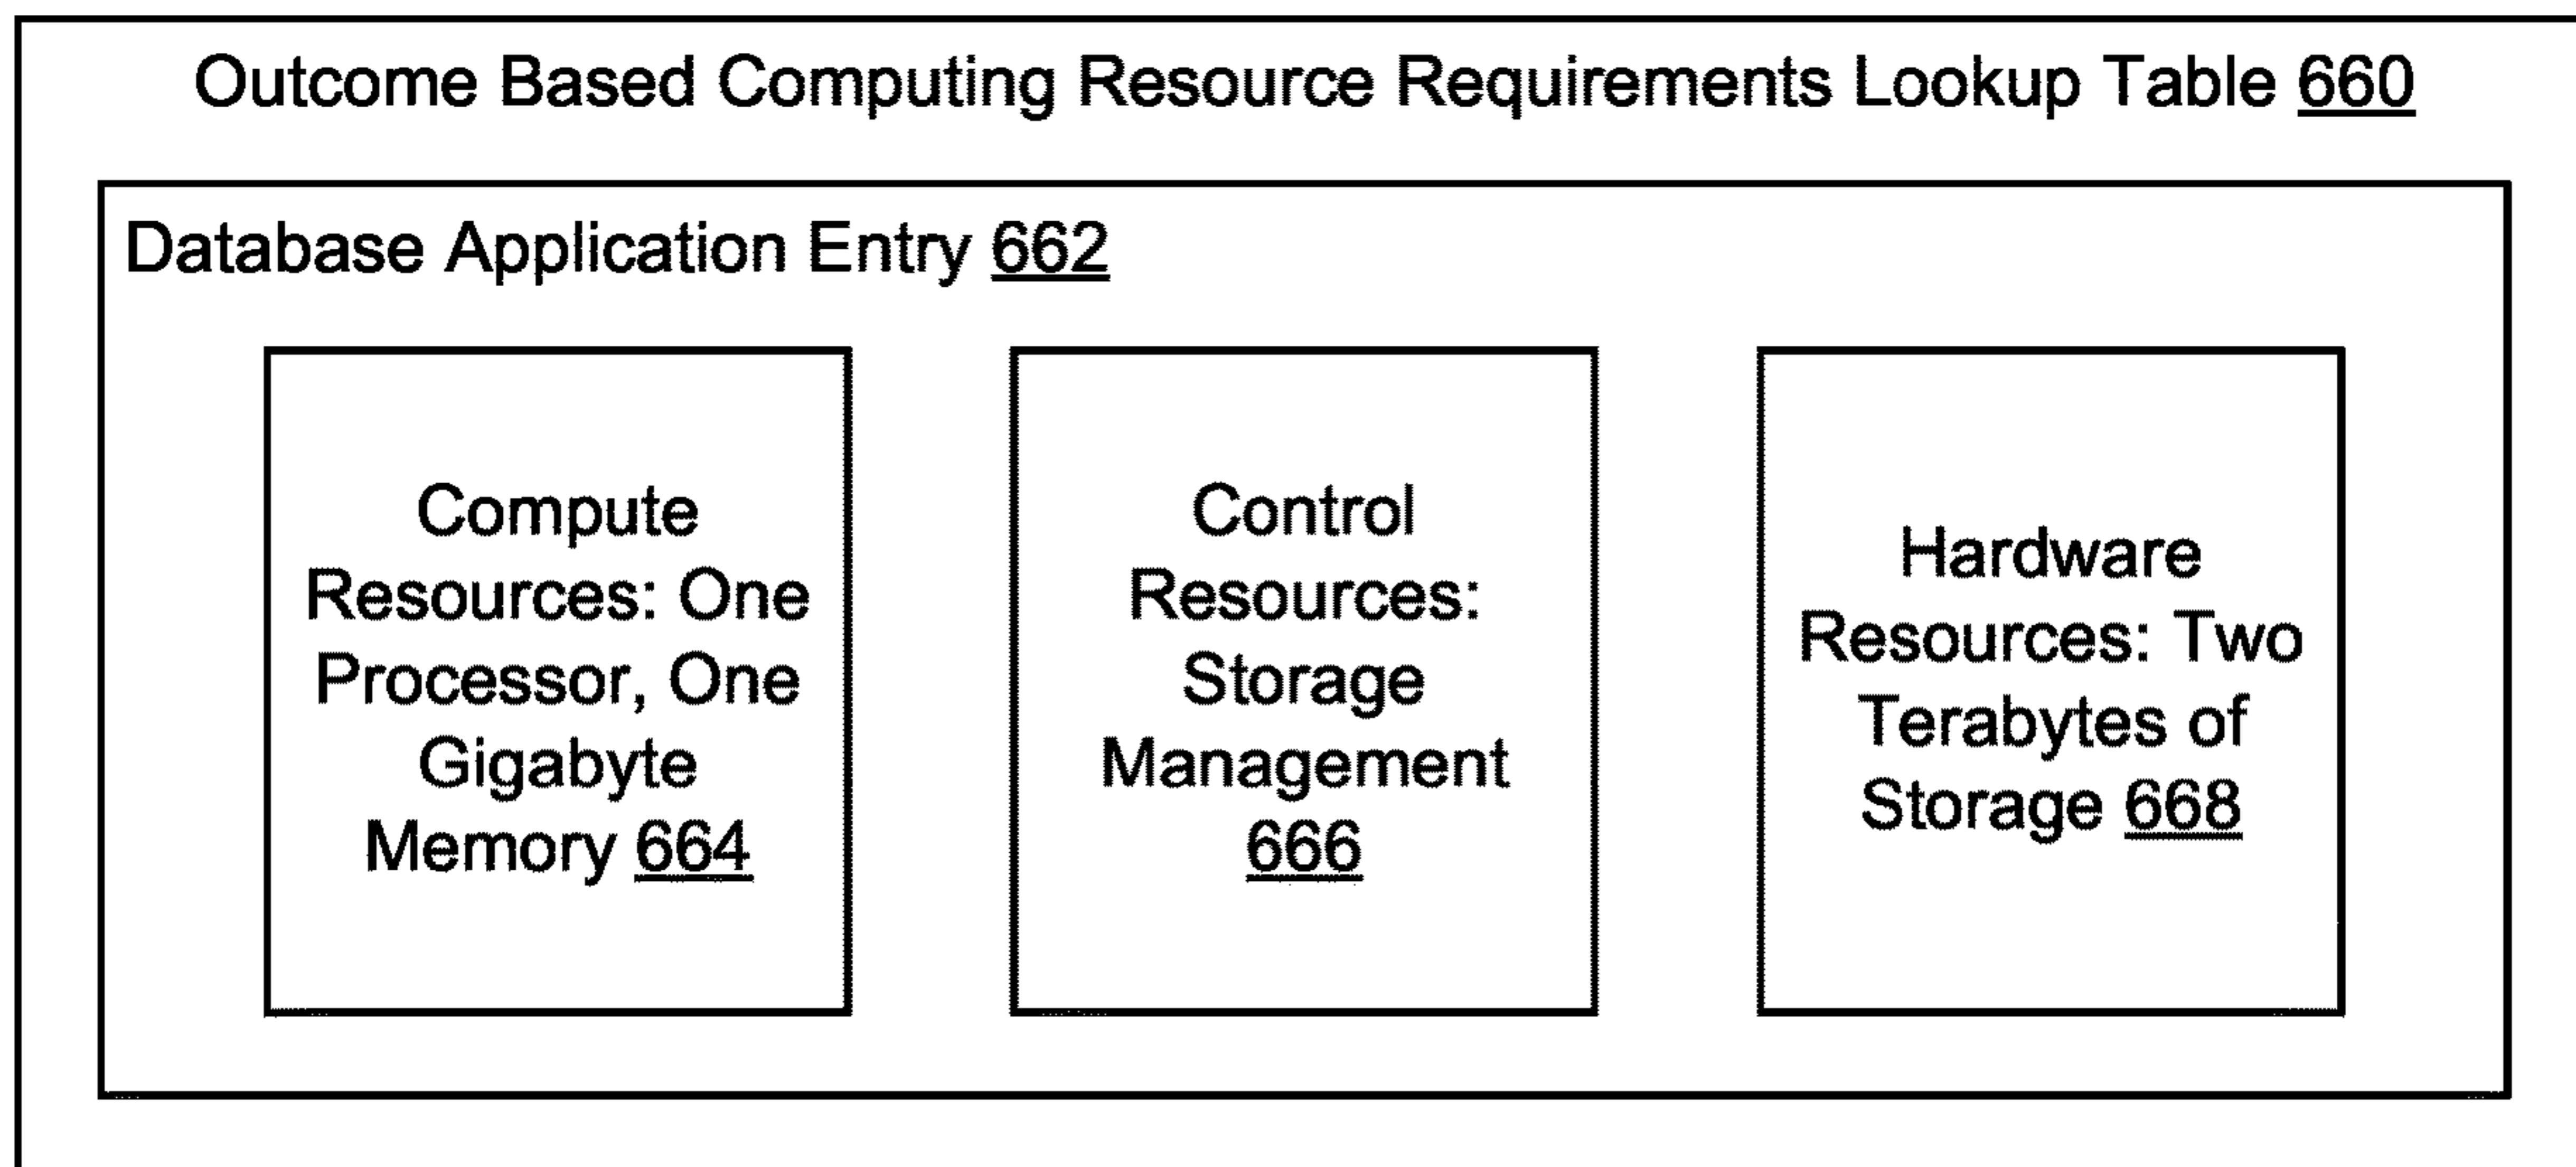 Outcome Based Computing Resource Requirements Lookup Table 660
Database Application Entry 662
Compute
Resources: One
Processor, One
Gigabyte
Memory 664
Control
Resources:
Storage
Management
666
Hardware
Resources: Two
Terabytes of
Storage 668